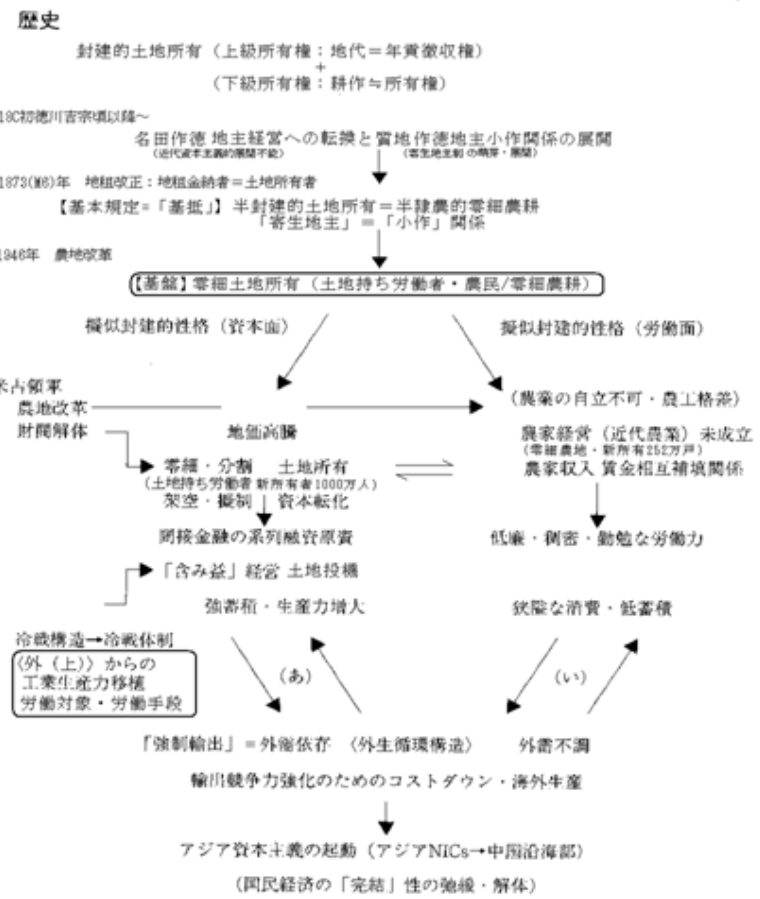 歴史
封建的土地所有（上級所有権：地代＝年貢徴収権）
＋
（下級所有権：耕作≒所有権）
18C初徳川吉宗頃以降～
名田作徳 地主経営への転換と質地作徳地主小作関係の展開
（近代資本主義的展開不能） （寄生地主制の萌芽・展開）
1873(M6)年 地租改正：地租金納者＝土地所有者
【基本規定=「基抵」】半封建的土地所有＝半隷農的零細農耕
「寄生地主」＝「小作」関係
1946年 農地改革
【基盤】零細土地所有（土地持ち労働者・農民/零細農耕）
擬似封建的性格（資本面） 擬似封建的性格（労働面）
米占領軍
農地改革 （農業の自立不可・農工格差）
財閥解体 地価高騰 農家経営（近代農業）未成立
（零細農地・新所有252万戸）
零細・分割 土地所有 農家収入 賃金相互補填関係
（土地持ち労働者 新所有者1000万人）
架空・擬制 資本転化
間接金融の系列融資原資 低廉・稠密・勤勉な労働力
「含み益」経営 土地投機
強蓄積・生産力増大 狭隘な消費・低蓄積
冷戦構造→冷戦体制
〈外（上）〉からの
工業生産力移植 （あ） （い）
労働対象・労働手段
「強制輸出」＝外需依存 〈外生循環構造〉 外需不調
輸出競争力強化のためのコストダウン・海外生産
アジア資本主義の起動（アジアNICs→中国沿海部）
（国民経済の「完結」性の弛緩・解体）